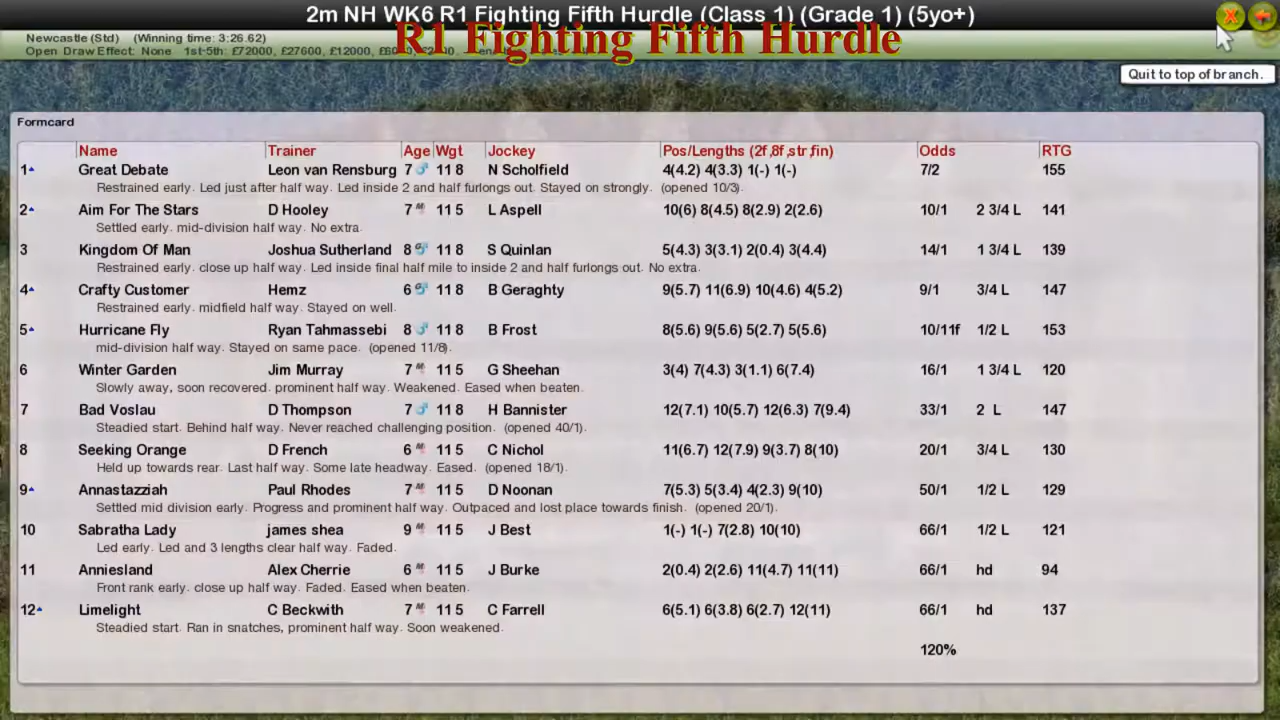 2m NH WK6 R1 Fighting Fifth Hurdle (Class 1) (Grade 1) (5yo+)
R1 Fighting Fifth Hurdle
Newcastle (Std) (Winning time: 3:26.62)
Open Draw Effect: None 1st-5th: £72000, £27600, £12000,
Quit to top of branch.
Formcard
Name Trainer Age Wgt Jockey Pos/Lengths (2f,8f,str,fin) Odds RTG
1 Great Debate Leon van Rensburg 7 11 8 N Scholfield 4(4.2) 4(3.3) 1(-) 1(-) 7/2 155
Restrained early. Led just after half way. Led inside 2 and half furlongs out. Stayed on strongly. (opened 10/3).
2 Aim For The Stars D Hooley 7 11 5 L Aspell 10(6) 8(4.5) 8(2.9) 2(2.6) 10/1 2 3/4 L 141
Settled early. mid-division half way. No extra.
3 Kingdom Of Man Joshua Sutherland 8 11 8 S Quinlan 5(4.3) 3(3.1) 2(0.4) 3(4.4) 14/1 1 3/4 L 139
Restrained early. close up half way. Led inside final half mile to inside 2 and half furlongs out. No extra.
4 Crafty Customer Hemz 6 11 8 B Geraghty 9(5.7) 11(6.9) 10(4.6) 4(5.2) 9/1 3/4 L 147
Restrained early. midfield half way. Stayed on well.
5 Hurricane Fly Ryan Tahmassebi 8 11 8 B Frost 8(5.6) 9(5.6) 5(2.7) 5(5.6) 10/11f 1/2 L 153
mid-division half way. Stayed on same pace. (opened 11/8).
6 Winter Garden Jim Murray 7 11 5 G Sheehan 3(4) 7(4.3) 3(1.1) 6(7.4) 16/1 1 3/4 L 120
Slowly away, soon recovered. prominent half way. Weakened. Eased when beaten.
7 Bad Voslau D Thompson 7 11 8 H Bannister 12(7.1) 10(5.7) 12(6.3) 7(9.4) 33/1 2 L 147
Steadied start. Behind half way. Never reached challenging position. (opened 40/1).
8 Seeking Orange D French 6 11 5 C Nichol 11(6.7) 12(7.9) 9(3.7) 8(10) 20/1 3/4 L 130
Held up towards rear. Last half way. Some late headway. Eased. (opened 18/1).
9 Annastazziah Paul Rhodes 7 11 5 D Noonan 7(5.3) 5(3.4) 4(2.3) 9(10) 50/1 1/2 L 129
Settled mid division early. Progress and prominent half way. Outpaced and lost place towards finish. (opened 20/1).
10 Sabratha Lady james shea 9 11 5 J Best 1(-) 1(-) 7(2.8) 10(10) 66/1 1/2 L 121
Led early. Led and 3 lengths clear half way. Faded.
11 Anniesland Alex Cherrie 6 11 5 J Burke 2(0.4) 2(2.6) 11(4.7) 11(11) 66/1 hd 94
Front rank early. close up half way. Faded. Eased when beaten.
12 Limelight C Beckwith 7 11 5 C Farrell 6(5.1) 6(3.8) 6(2.7) 12(11) 66/1 hd 137
Steadied start. Ran in snatches, prominent half way. Soon weakened.
120%